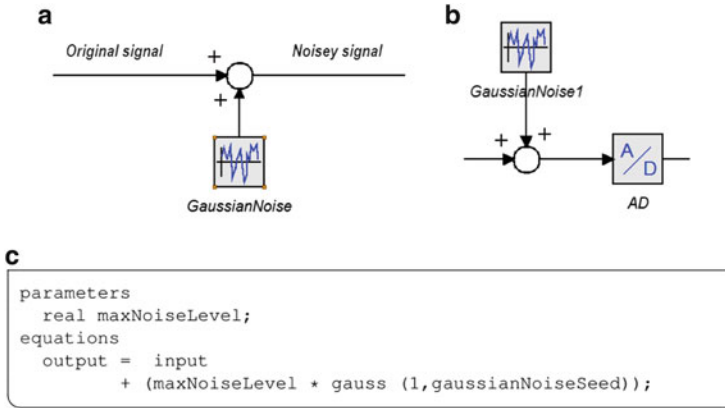 a
b
Original signal
Noisey signal
+
+
GaussianNoise
GaussianNoise1
+
+
A/D
AD
c
parameters
real maxNoiseLevel;
equations
output = input
+ (maxNoiseLevel * gauss (1,gaussianNoiseSeed));